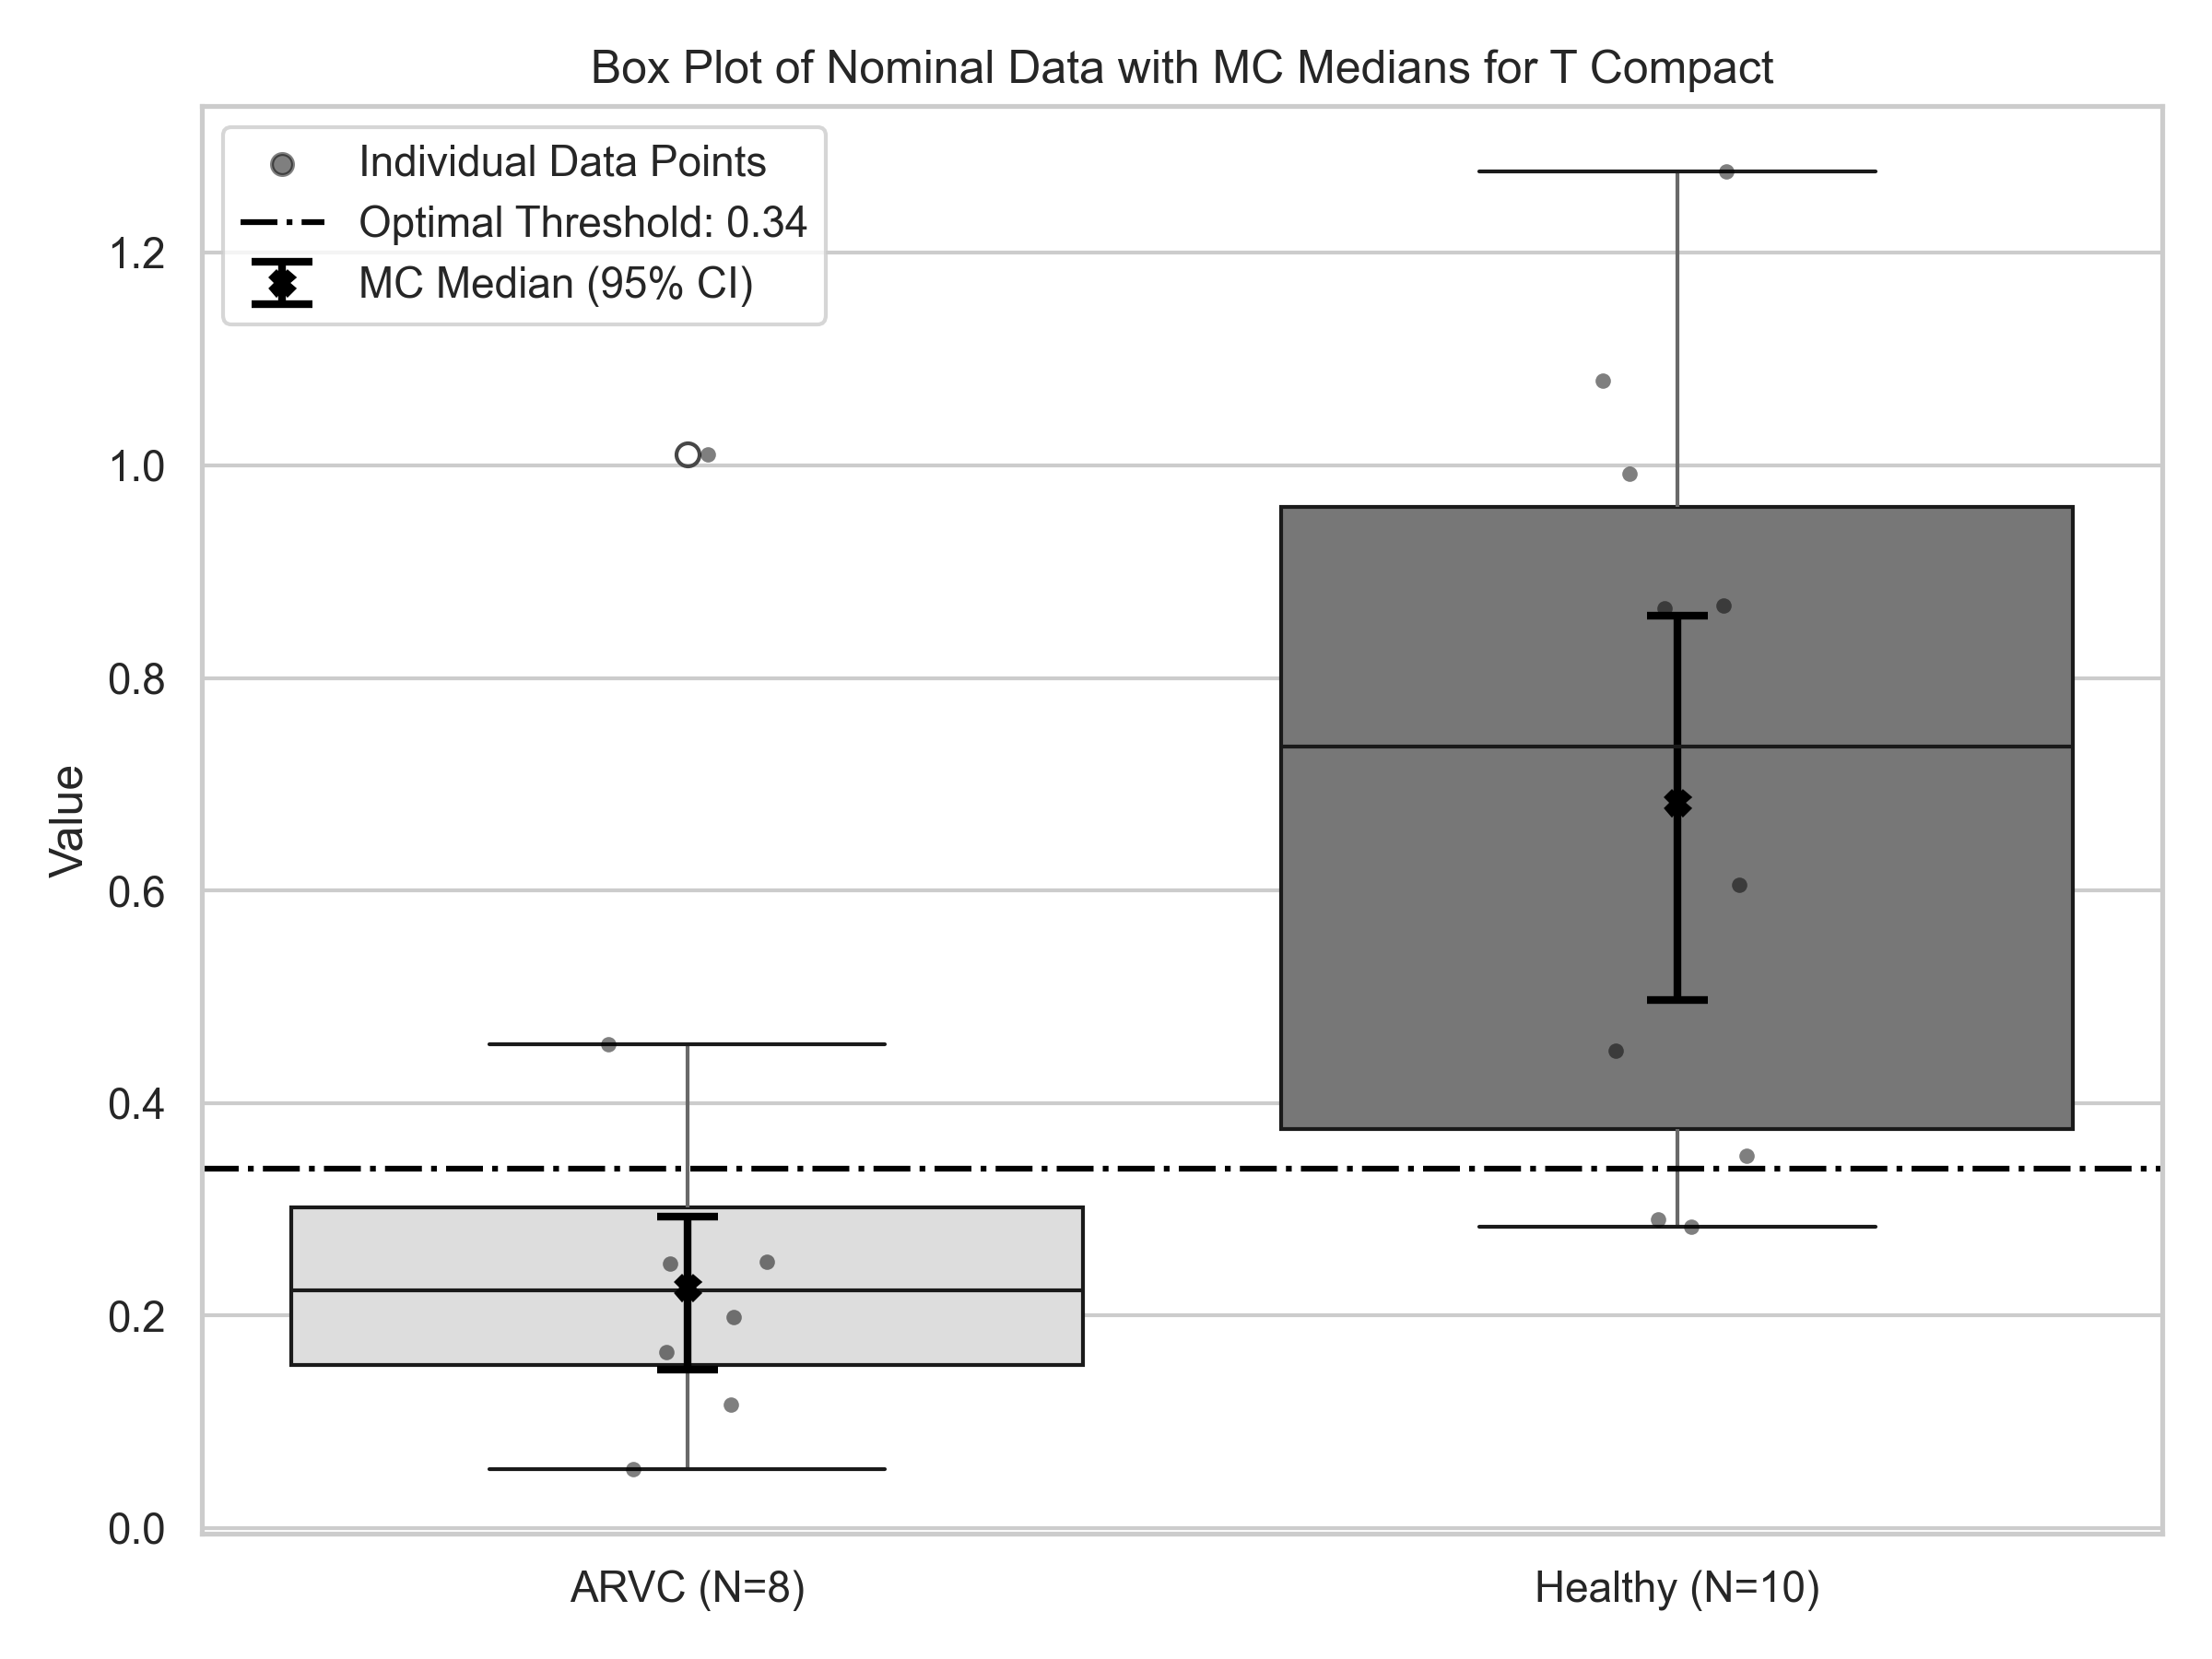 Box Plot of Nominal Data with MC Medians for T Compact
Individual Data Points
Optimal Threshold: 0.34
MC Median (95% CI)
1.2
1.0
0.8
0.6
0.4
0.2
0.0
Value
ARVC (N=8)
Healthy (N=10)